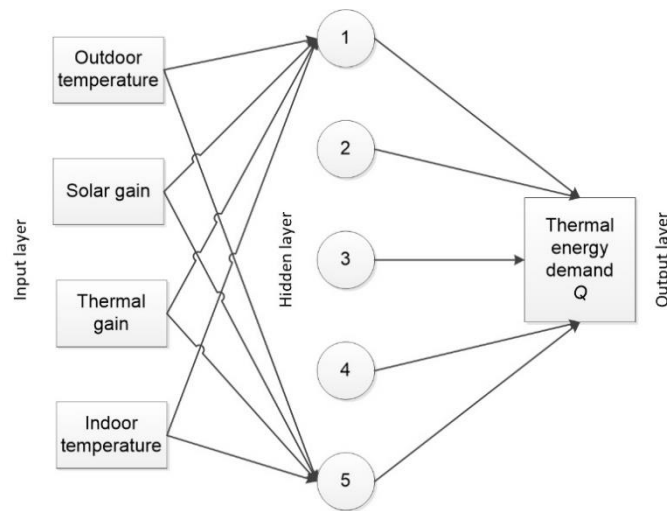 Input layer
Outdoor
temperature
Solar gain
Thermal
gain
Indoor
temperature
Hidden layer
1
2
3
4
5
Thermal
energy
demand
Q
Output layer